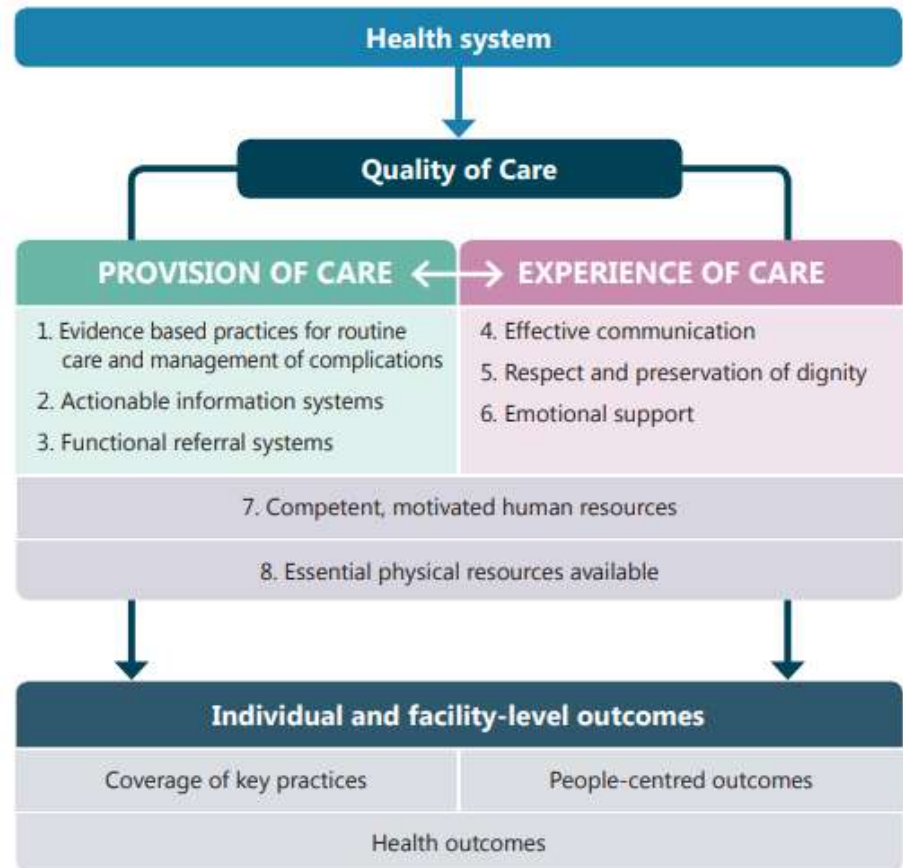 Health system
Quality of Care
PROVISION OF CARE
EXPERIENCE OF CARE
1. Evidence based practices for routine
care and management of complications
2. Actionable information systems
3. Functional referral systems
4. Effective communication
5. Respect and preservation of dignity
6. Emotional support
7. Competent, motivated human resources
8. Essential physical resources available
Individual and facility-level outcomes
Coverage of key practices
People-centred outcomes
Health outcomes